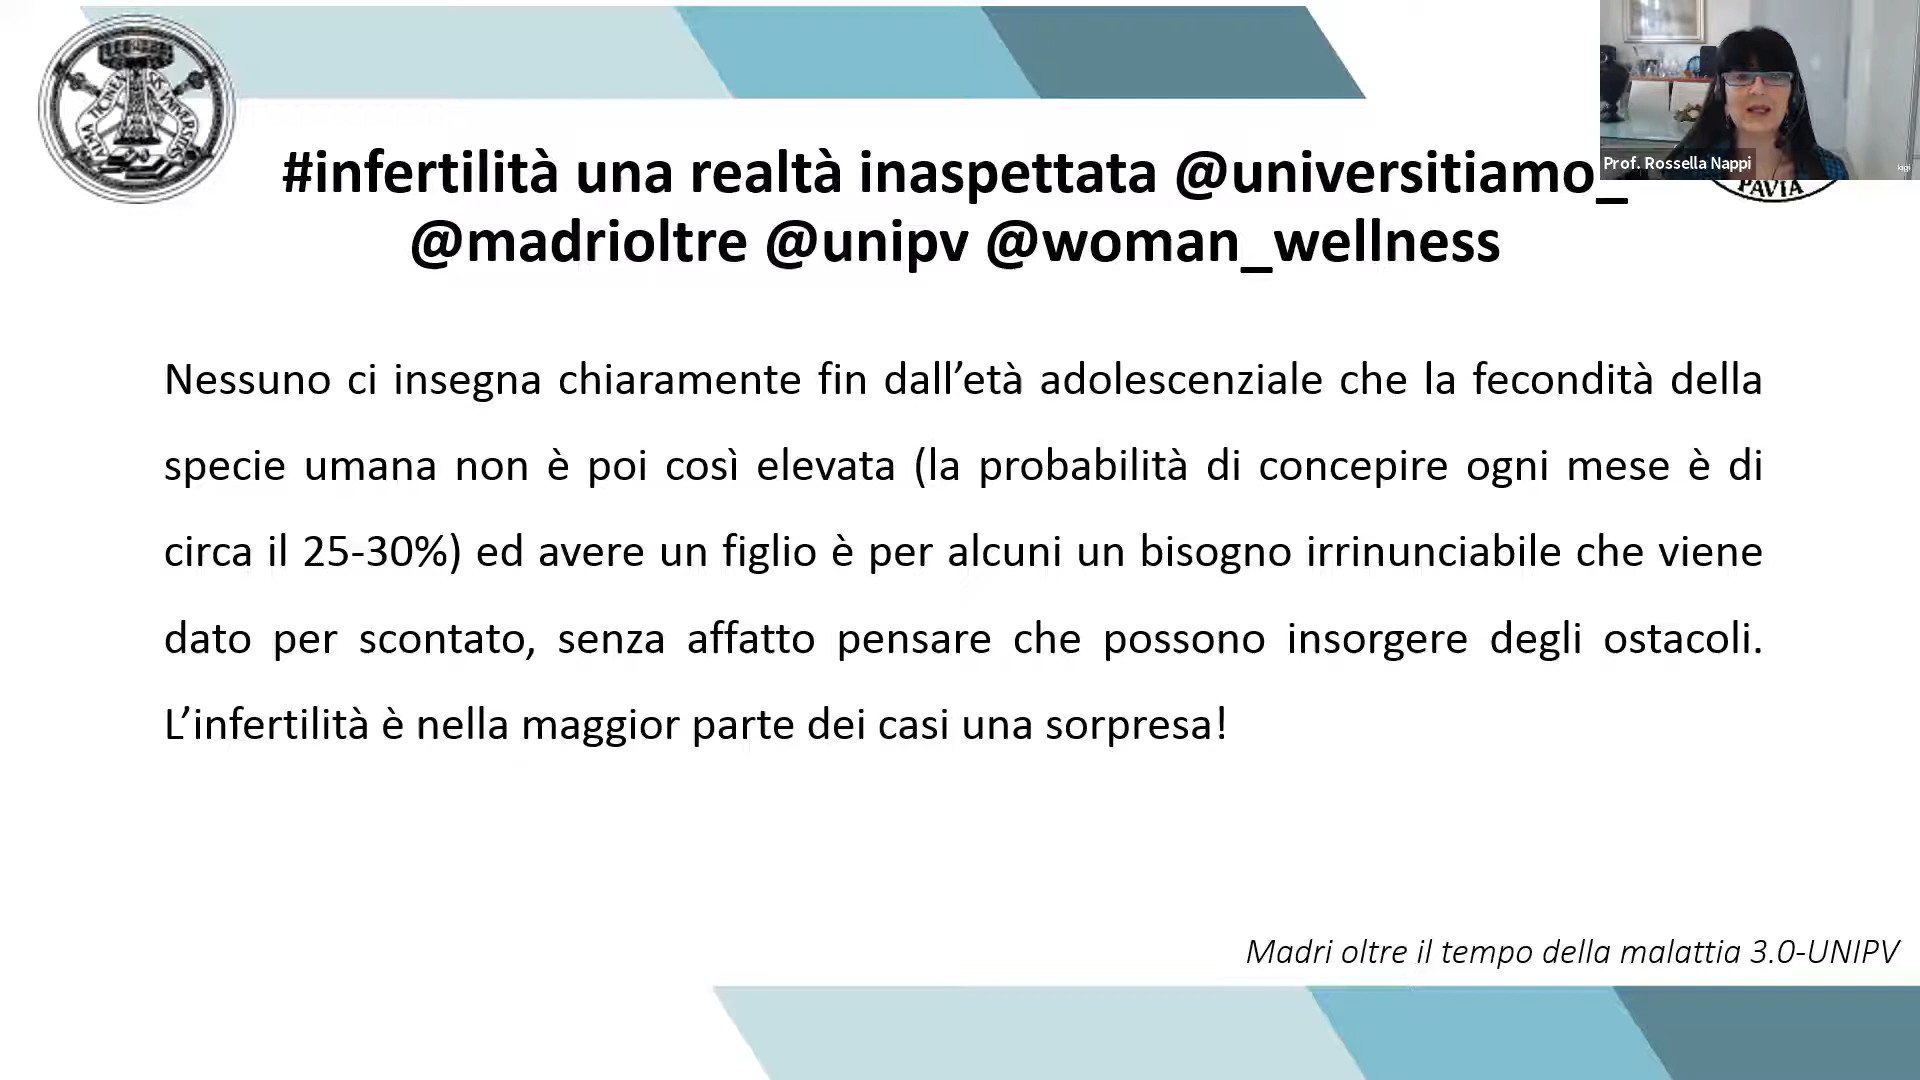 #infertilità una realtà inaspettata @universitiamo_
@madrioltre @unipv @woman_wellness
Prof. Rossella Nappi
PAVIA
Nessuno ci insegna chiaramente fin dall’età adolescenziale che la fecondità della
specie umana non è poi così elevata (la probabilità di concepire ogni mese è di
circa il 25-30%) ed avere un figlio è per alcuni un bisogno irrinunciabile che viene
dato per scontato, senza affatto pensare che possono insorgere degli ostacoli.
L’infertilità è nella maggior parte dei casi una sorpresa!
Madri oltre il tempo della malattia 3.0-UNIPV